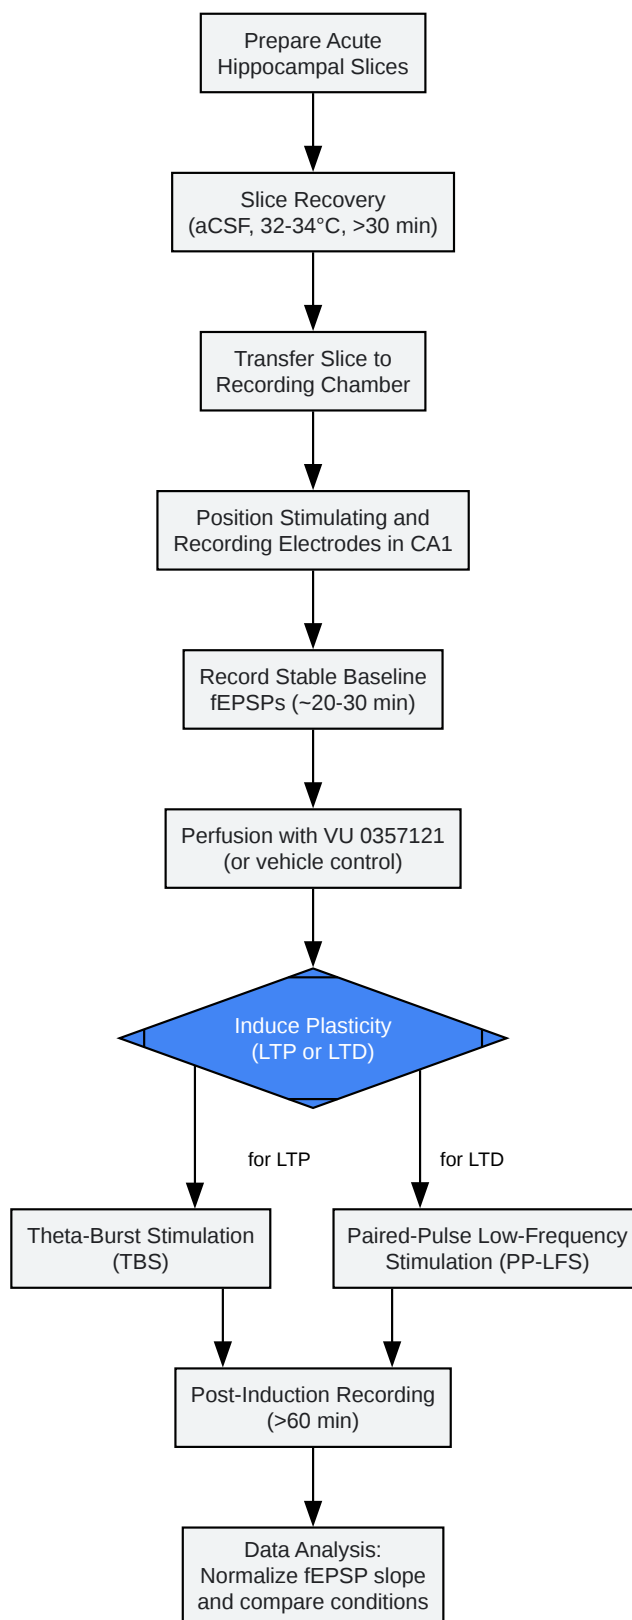 Prepare Acute
Hippocampal Slices
Slice Recovery
(aCSF, 32-34°C, >30 min)
Transfer Slice to
Recording Chamber
Position Stimulating and
Recording Electrodes in CA1
Record Stable Baseline
fEPSPs (~20-30 min)
Perfusion with VU 0357121
(or vehicle control)
Induce Plasticity
(LTP or LTD)
for LTP
for LTD
Theta-Burst Stimulation
(TBS)
Paired-Pulse Low-Frequency
Stimulation (PP-LFS)
Post-Induction Recording
(>60 min)
Data Analysis:
Normalize fEPSP slope
and compare conditions